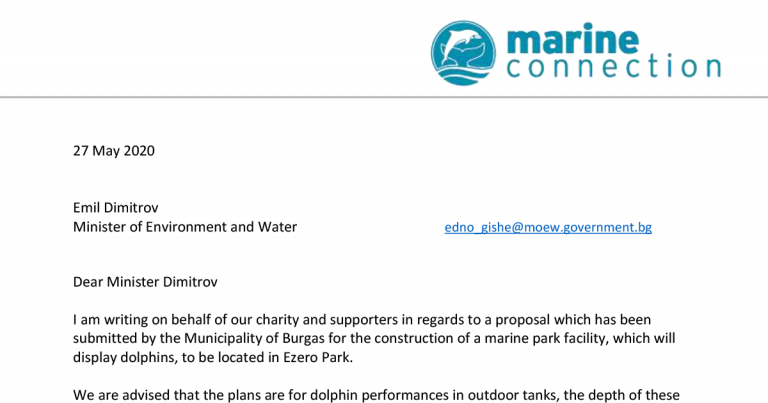 marine
connection
27 May 2020
Emil Dimitrov
Minister of Environment and Water edno_gishe@moew.government.bg
Dear Minister Dimitrov
I am writing on behalf of our charity and supporters in regards to a proposal which has been
submitted by the Municipality of Burgas for the construction of a marine park facility, which will
display dolphins, to be located in Ezero Park.
We are advised that the plans are for dolphin performances in outdoor tanks, the depth of these